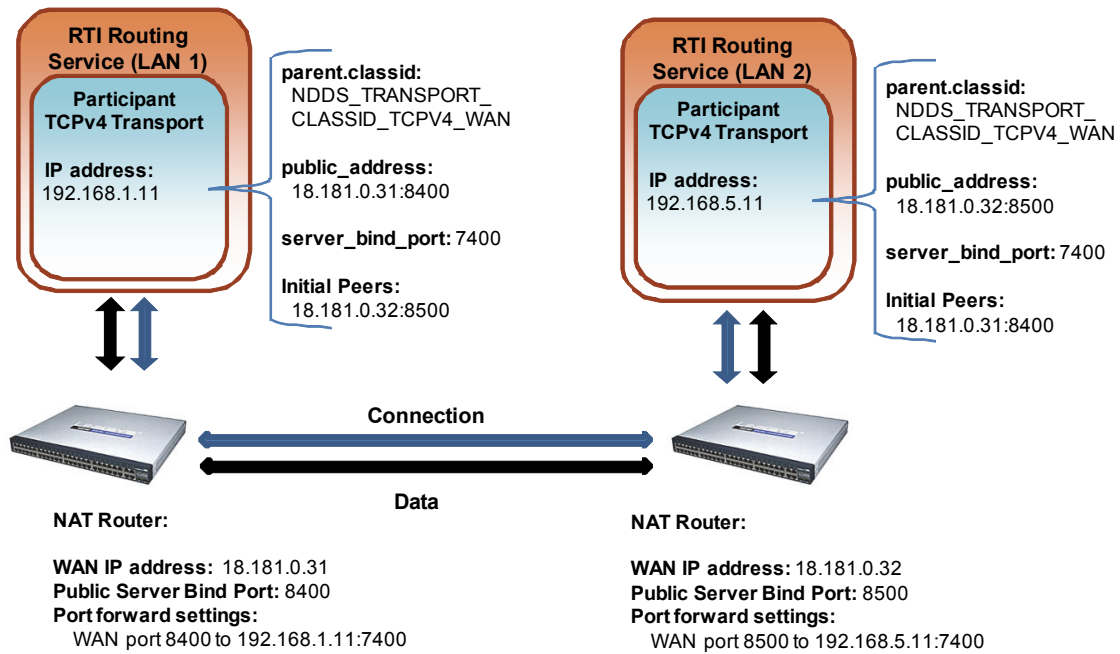 RTI Routing
Service (LAN 1)
Participant
TCPv4 Transport
IP address:
192.168.1.11
parent.classid:
NDDS_TRANSPORT_
CLASSID_TCPV4_WAN
public_address:
18.181.0.31:8400
server_bind_port: 7400
Initial Peers:
18.181.0.32:8500
RTI Routing
Service (LAN 2)
Participant
TCPv4 Transport
IP address:
192.168.5.11
parent.classid:
NDDS_TRANSPORT_
CLASSID_TCPV4_WAN
public_address:
18.181.0.32:8500
server_bind_port: 7400
Initial Peers:
18.181.0.31:8400
Connection
Data
NAT Router:
WAN IP address: 18.181.0.31
Public Server Bind Port: 8400
Port forward settings:
WAN port 8400 to 192.168.1.11:7400
NAT Router:
WAN IP address: 18.181.0.32
Public Server Bind Port: 8500
Port forward settings:
WAN port 8500 to 192.168.5.11:7400